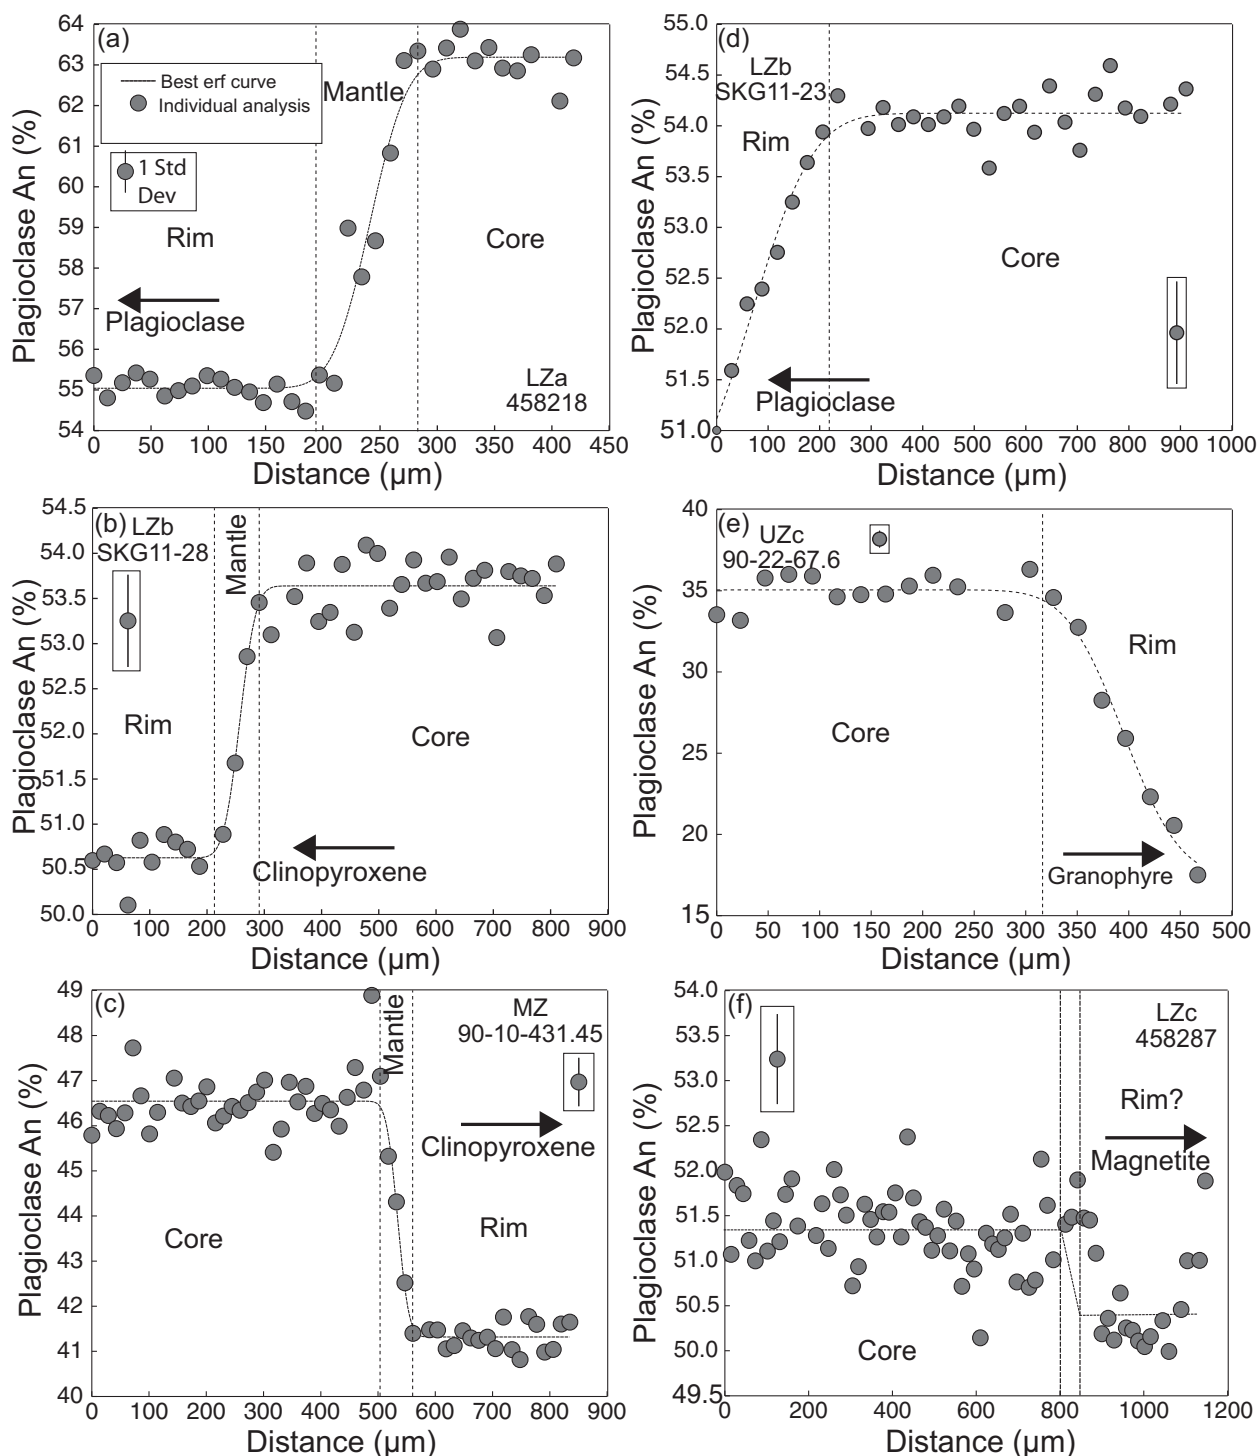 (a)
Best erf curve
Individual analysis
1 Std
Dev
Mantle
Rim
Core
Plagioclase
LZa
458218
Plagioclase An (%)
64
63
62
61
60
59
58
57
56
55
54
0 50 100 150 200 250 300 350 400 450
Distance (µm)
(d)
LZb
SKG11-23
Rim
Core
Plagioclase
Plagioclase An (%)
55.0
54.5
54.0
53.5
53.0
52.5
52.0
51.5
51.0
0 100 200 300 400 500 600 700 800 900 1000
Distance (µm)
(b)
LZb
SKG11-28
Mantle
Rim
Core
Clinopyroxene
Plagioclase An (%)
54.5
54.0
53.5
53.0
52.5
52.0
51.5
51.0
50.5
50.0
0 100 200 300 400 500 600 700 800 900
Distance (µm)
(e)
UZc
90-22-67.6
Rim
Core
Granophyre
Plagioclase An (%)
40
35
30
25
20
15
0 50 100 150 200 250 300 350 400 450 500
Distance (µm)
(c)
Mantle
MZ
90-10-431.45
Clinopyroxene
Core
Rim
Plagioclase An (%)
49
48
47
46
45
44
43
42
41
40
0 100 200 300 400 500 600 700 800 900
Distance (µm)
(f)
LZc
458287
Rim?
Magnetite
Core
Plagioclase An (%)
54.0
53.5
53.0
52.5
52.0
51.5
51.0
50.5
50.0
49.5
0 200 400 600 800 1000 1200
Distance (µm)